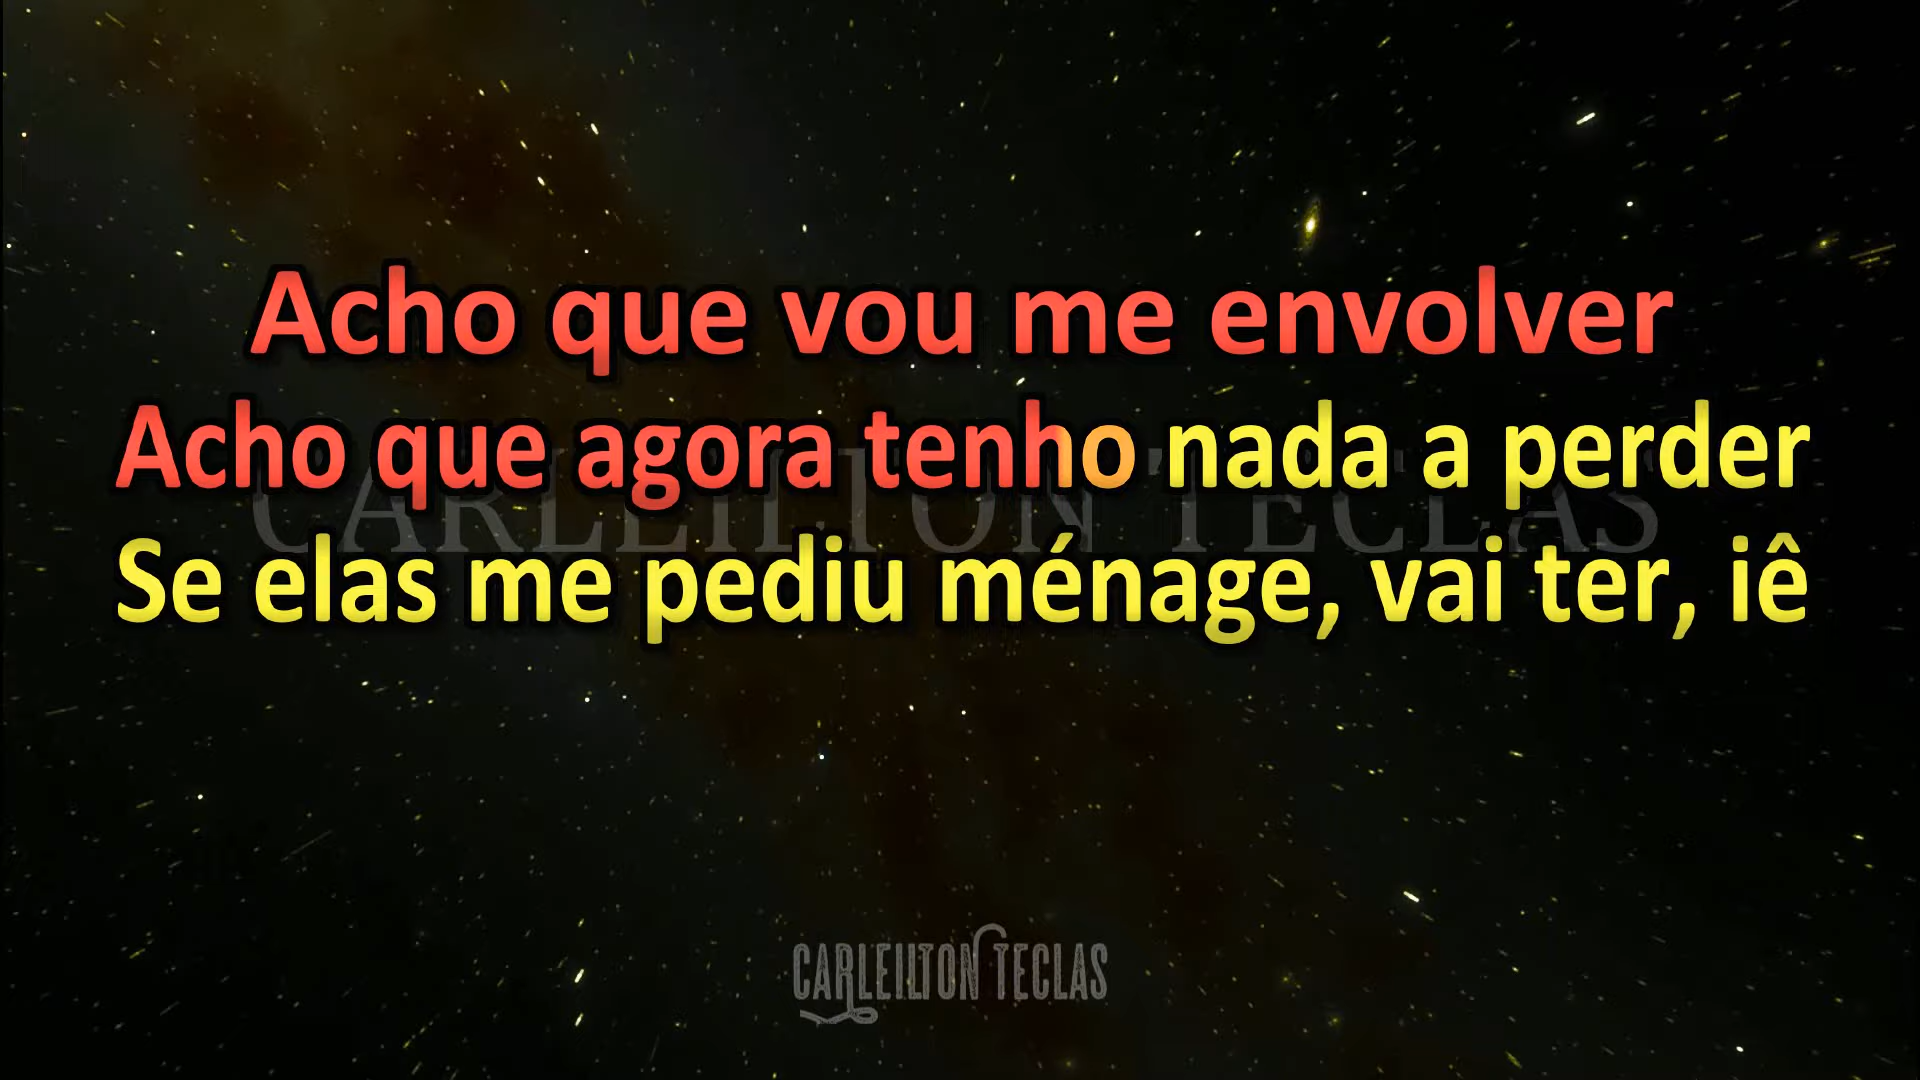 Acho que vou me envolver
Acho que agora tenho nada a perder
CARLEILTON TECLAS
Se elas me pediu ménage, vai ter, iê
CARLEILTON TECLAS